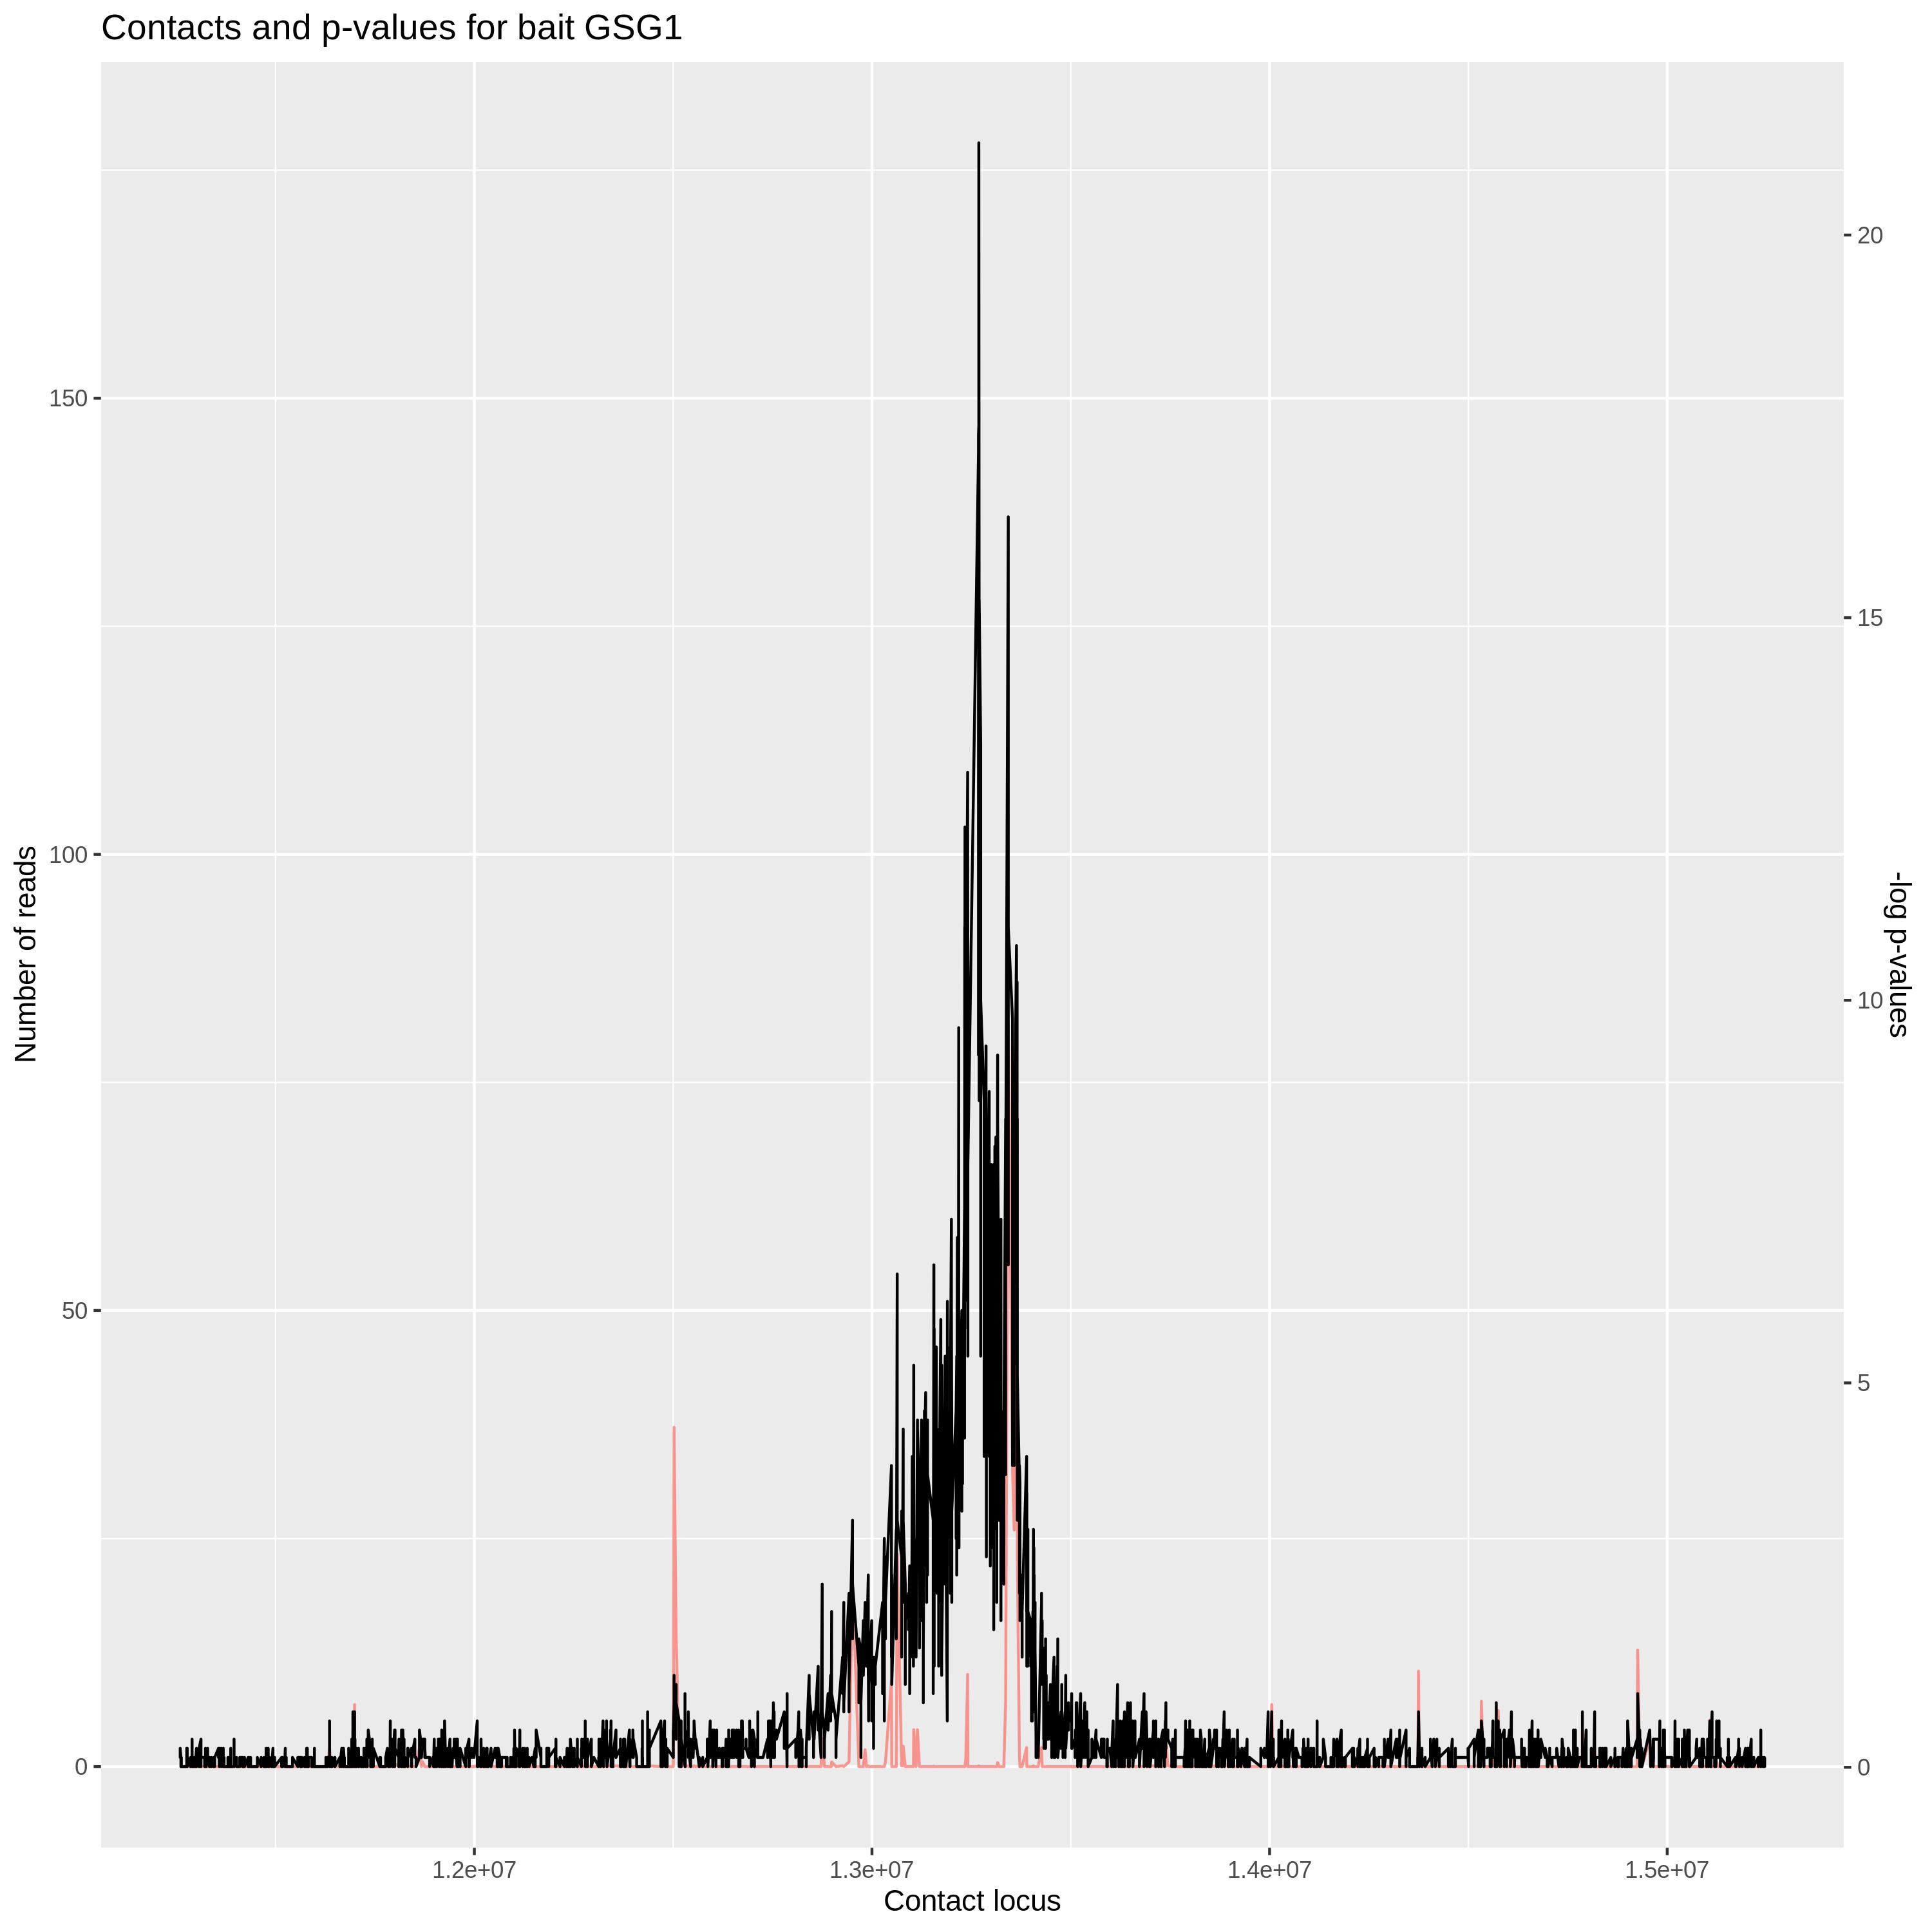 Contacts and p-values for bait GSG1
Number of reads
150
100
50
0
20
15
10
5
0
-log p-values
1.2e+07
1.3e+07
1.4e+07
1.5e+07
Contact locus